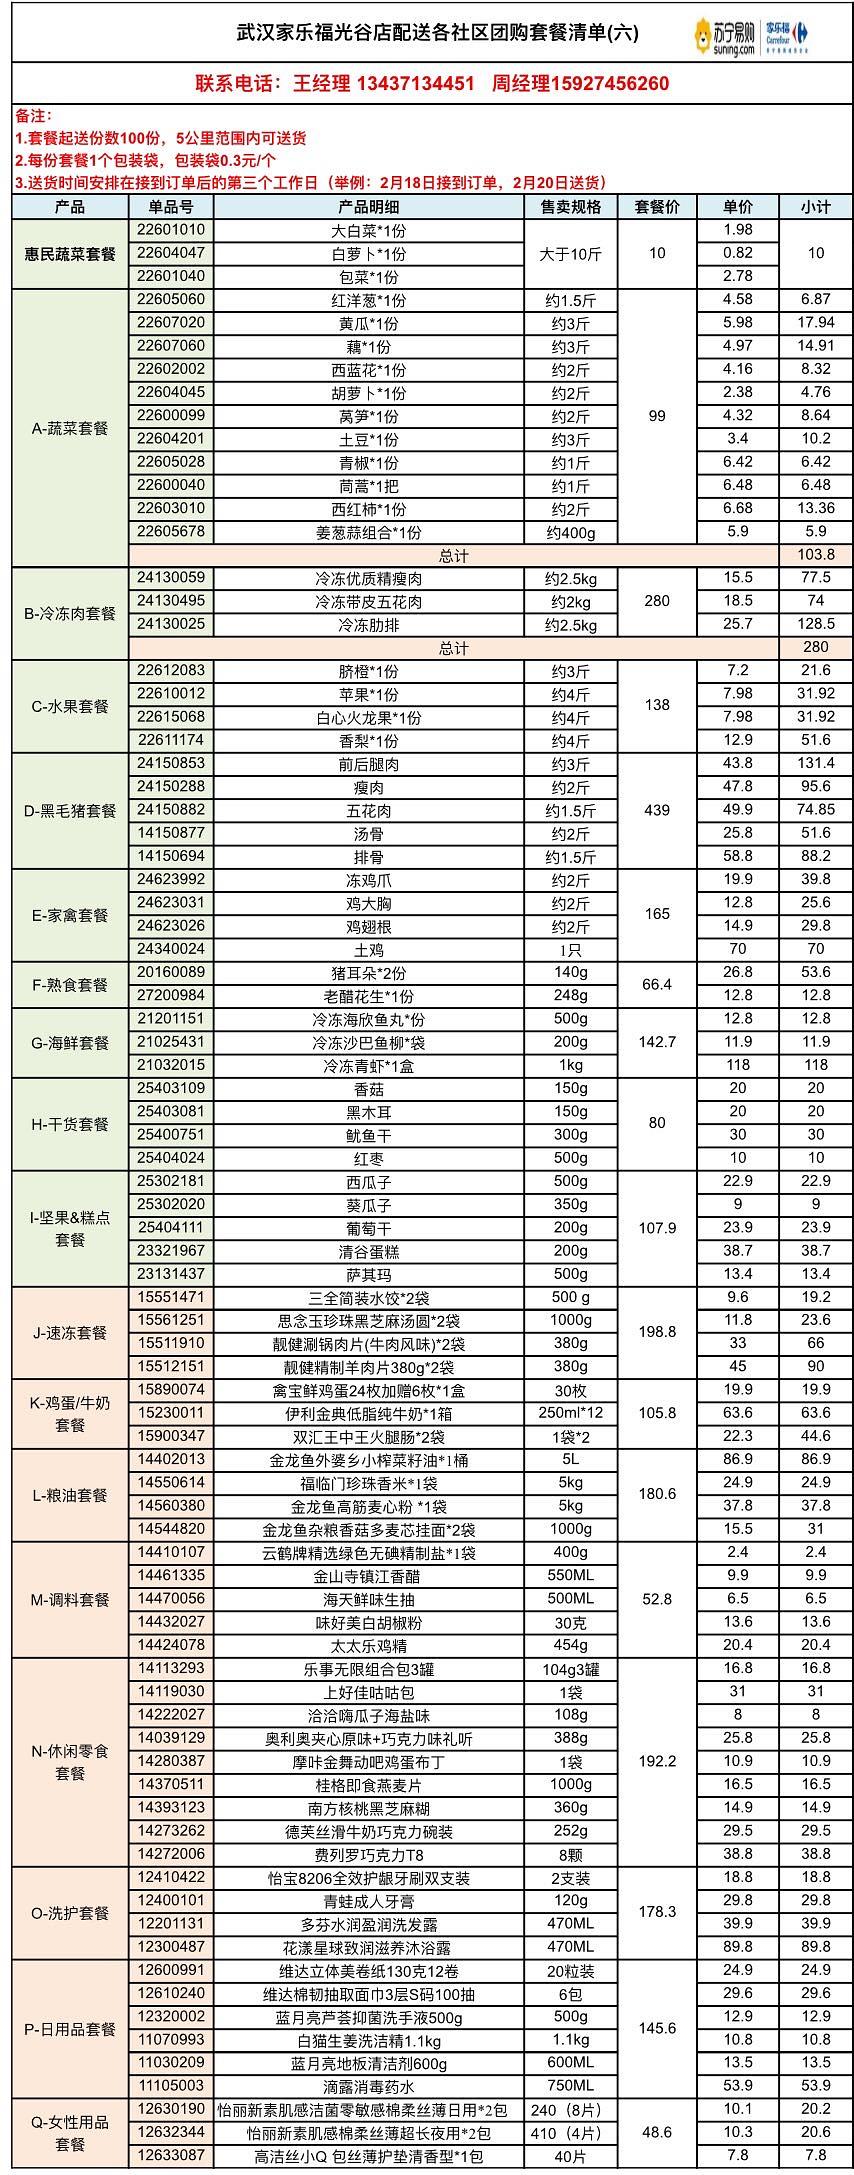 武汉家乐福光谷店配送各社区团购套餐清单(六)
苏宁易购
suning.com
家乐福
Carrefour
联系电话：王经理 13437134451 周经理15927456260
备注：
1.套餐起送份数100份，5公里范围内可送货
2.每份套餐1个包装袋，包装袋0.3元/个
3.送货时间安排在接到订单后的第三个工作日（举例：2月18日接到订单，2月20日送货）
产品 单品号 产品明细 售卖规格 套餐价 单价 小计
惠民蔬菜套餐 22601010 大白菜*1份 大于10斤 10 1.98 10
22604047 白萝卜*1份 0.82
22601040 包菜*1份 2.78
A-蔬菜套餐 22605060 红洋葱*1份 约1.5斤 99 4.58 6.87
22607020 黄瓜*1份 约3斤 5.98 17.94
22607060 藕*1份 约3斤 4.97 14.91
22602002 西蓝花*1份 约2斤 4.16 8.32
22604045 胡萝卜*1份 约2斤 2.38 4.76
22600099 莴笋*1份 约2斤 4.32 8.64
22604201 土豆*1份 约3斤 3.4 10.2
22605028 青椒*1份 约1斤 6.42 6.42
22600040 茼蒿*1把 约1斤 6.48 6.48
22603010 西红柿*1份 约2斤 6.68 13.36
22605678 姜葱蒜组合*1份 约400g 5.9 5.9
总计 103.8
B-冷冻肉套餐 24130059 冷冻优质精瘦肉 约2.5kg 280 15.5 77.5
24130495 冷冻带皮五花肉 约2kg 18.5 74
24130025 冷冻肋排 约2.5kg 25.7 128.5
总计 280
C-水果套餐 22612083 脐橙*1份 约3斤 138 7.2 21.6
22610012 苹果*1份 约4斤 7.98 31.92
22615068 白心火龙果*1份 约4斤 7.98 31.92
22611174 香梨*1份 约4斤 12.9 51.6
D-黑毛猪套餐 24150853 前后腿肉 约3斤 439 43.8 131.4
24150288 瘦肉 约2斤 47.8 95.6
24150882 五花肉 约1.5斤 49.9 74.85
14150877 汤骨 约2斤 25.8 51.6
14150694 排骨 约1.5斤 58.8 88.2
E-家禽套餐 24623992 冻鸡爪 约2斤 165 19.9 39.8
24623031 鸡大胸 约2斤 12.8 25.6
24623026 鸡翅根 约2斤 14.9 29.8
24340024 土鸡 1只 70 70
F-熟食套餐 20160089 猪耳朵*2份 140g 66.4 26.8 53.6
27200984 老醋花生*1份 248g 12.8 12.8
G-海鲜套餐 21201151 冷冻海欣鱼丸*份 500g 142.7 12.8 12.8
21025431 冷冻沙巴鱼柳*袋 200g 11.9 11.9
21032015 冷冻青虾*1盒 1kg 118 118
H-干货套餐 25403109 香菇 150g 80 20 20
25403081 黑木耳 150g 20 20
25400751 鱿鱼干 300g 30 30
25404024 红枣 500g 10 10
I-坚果&糕点套餐 25302181 西瓜子 500g 107.9 22.9 22.9
25302020 葵瓜子 350g 9 9
25404111 葡萄干 200g 23.9 23.9
23321967 清谷蛋糕 200g 38.7 38.7
23131437 萨其玛 500g 13.4 13.4
J-速冻套餐 15551471 三全简装水饺*2袋 500 g 198.8 9.6 19.2
15561251 思念玉珍珠黑芝麻汤圆*2袋 1000g 11.8 23.6
15511910 靓健涮锅肉片(牛肉风味)*2袋 380g 33 66
15512151 靓健精制羊肉片380g*2袋 380g 45 90
K-鸡蛋/牛奶套餐 15890074 禽宝鲜鸡蛋24枚加赠6枚*1盒 30枚 105.8 19.9 19.9
15230011 伊利金典低脂纯牛奶*1箱 250ml*12 63.6 63.6
15900347 双汇王中王火腿肠*2袋 1袋*2 22.3 44.6
L-粮油套餐 14402013 金龙鱼外婆乡小榨菜籽油*1桶 5L 180.6 86.9 86.9
14550614 福临门珍珠香米*1袋 5kg 24.9 24.9
14560380 金龙鱼高筋麦心粉 *1袋 5kg 37.8 37.8
14544820 金龙鱼杂粮香菇多麦芯挂面*2袋 1000g 15.5 31
M-调料套餐 14410107 云鹤牌精选绿色无碘精制盐*1袋 400g 52.8 2.4 2.4
14461335 金山寺镇江香醋 550ML 9.9 9.9
14470056 海天鲜味生抽 500ML 6.5 6.5
14432027 味好美白胡椒粉 30克 13.6 13.6
14424078 太太乐鸡精 454g 20.4 20.4
N-休闲零食套餐 14113293 乐事无限组合包3罐 104g3罐 192.2 16.8 16.8
14119030 上好佳咕咕包 1袋 31 31
14222027 洽洽嗨瓜子海盐味 108g 8 8
14039129 奥利奥夹心原味+巧克力味礼听 388g 25.8 25.8
14280387 摩咔金舞动吧鸡蛋布丁 1袋 10.9 10.9
14370511 桂格即食燕麦片 1000g 16.5 16.5
14393123 南方核桃黑芝麻糊 360g 14.9 14.9
14273262 德芙丝滑牛奶巧克力碗装 252g 29.5 29.5
14272006 费列罗巧克力T8 8颗 38.8 38.8
O-洗护套餐 12410422 怡宝8206全效护龈牙刷双支装 2支装 178.3 18.8 18.8
12400101 青蛙成人牙膏 120g 29.8 29.8
12201131 多芬水润盈润洗发露 470ML 39.9 39.9
12300487 花漾星球致润滋养沐浴露 470ML 89.8 89.8
P-日用品套餐 12600991 维达立体美卷纸130克12卷 20粒装 145.6 24.9 24.9
12610240 维达棉韧抽取面巾3层S码100抽 6包 29.6 29.6
12320002 蓝月亮芦荟抑菌洗手液500g 500g 12.9 12.9
11070993 白猫生姜洗洁精1.1kg 1.1kg 10.8 10.8
11030209 蓝月亮地板清洁剂600g 600ML 13.5 13.5
11105003 滴露消毒药水 750ML 53.9 53.9
Q-女性用品套餐 12630190 怡丽新素肌感洁菌零敏感棉柔丝薄日用*2包 240（8片） 48.6 10.1 20.2
12632344 怡丽新素肌感棉柔丝薄超长夜用*2包 410（4片） 10.3 20.6
12633087 高洁丝小Q 包丝薄护垫清香型*1包 40片 7.8 7.8